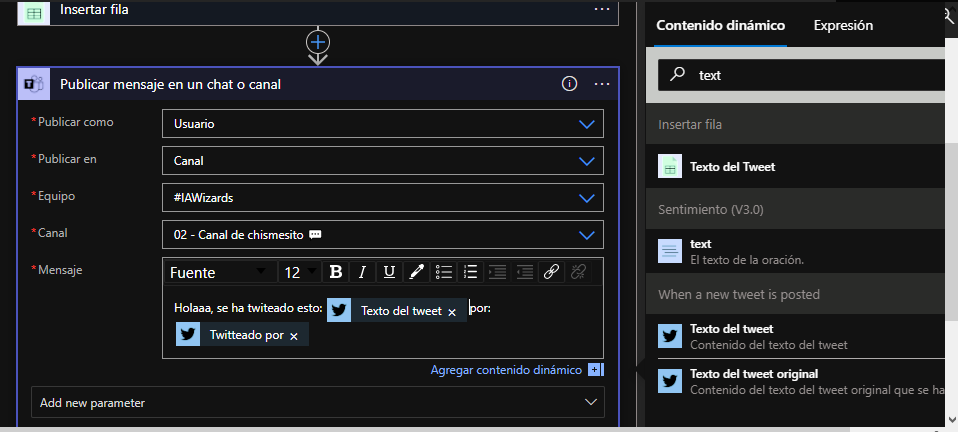 Insertar fila
Publicar mensaje en un chat o canal
* Publicar como
Usuario
* Publicar en
Canal
* Equipo
#IAWizards
* Canal
02 - Canal de chismesito 💬
* Mensaje
Fuente 12 B I U
Holaaa, se ha twiteado esto: Texto del tweet × por:
Twitteado por ×
Agregar contenido dinámico
Add new parameter
Contenido dinámico Expresión
text
Insertar fila
Texto del Tweet
Sentimiento (V3.0)
text
El texto de la oración.
When a new tweet is posted
Texto del tweet
Contenido del texto del tweet
Texto del tweet original
Contenido del texto del tweet original que se ha